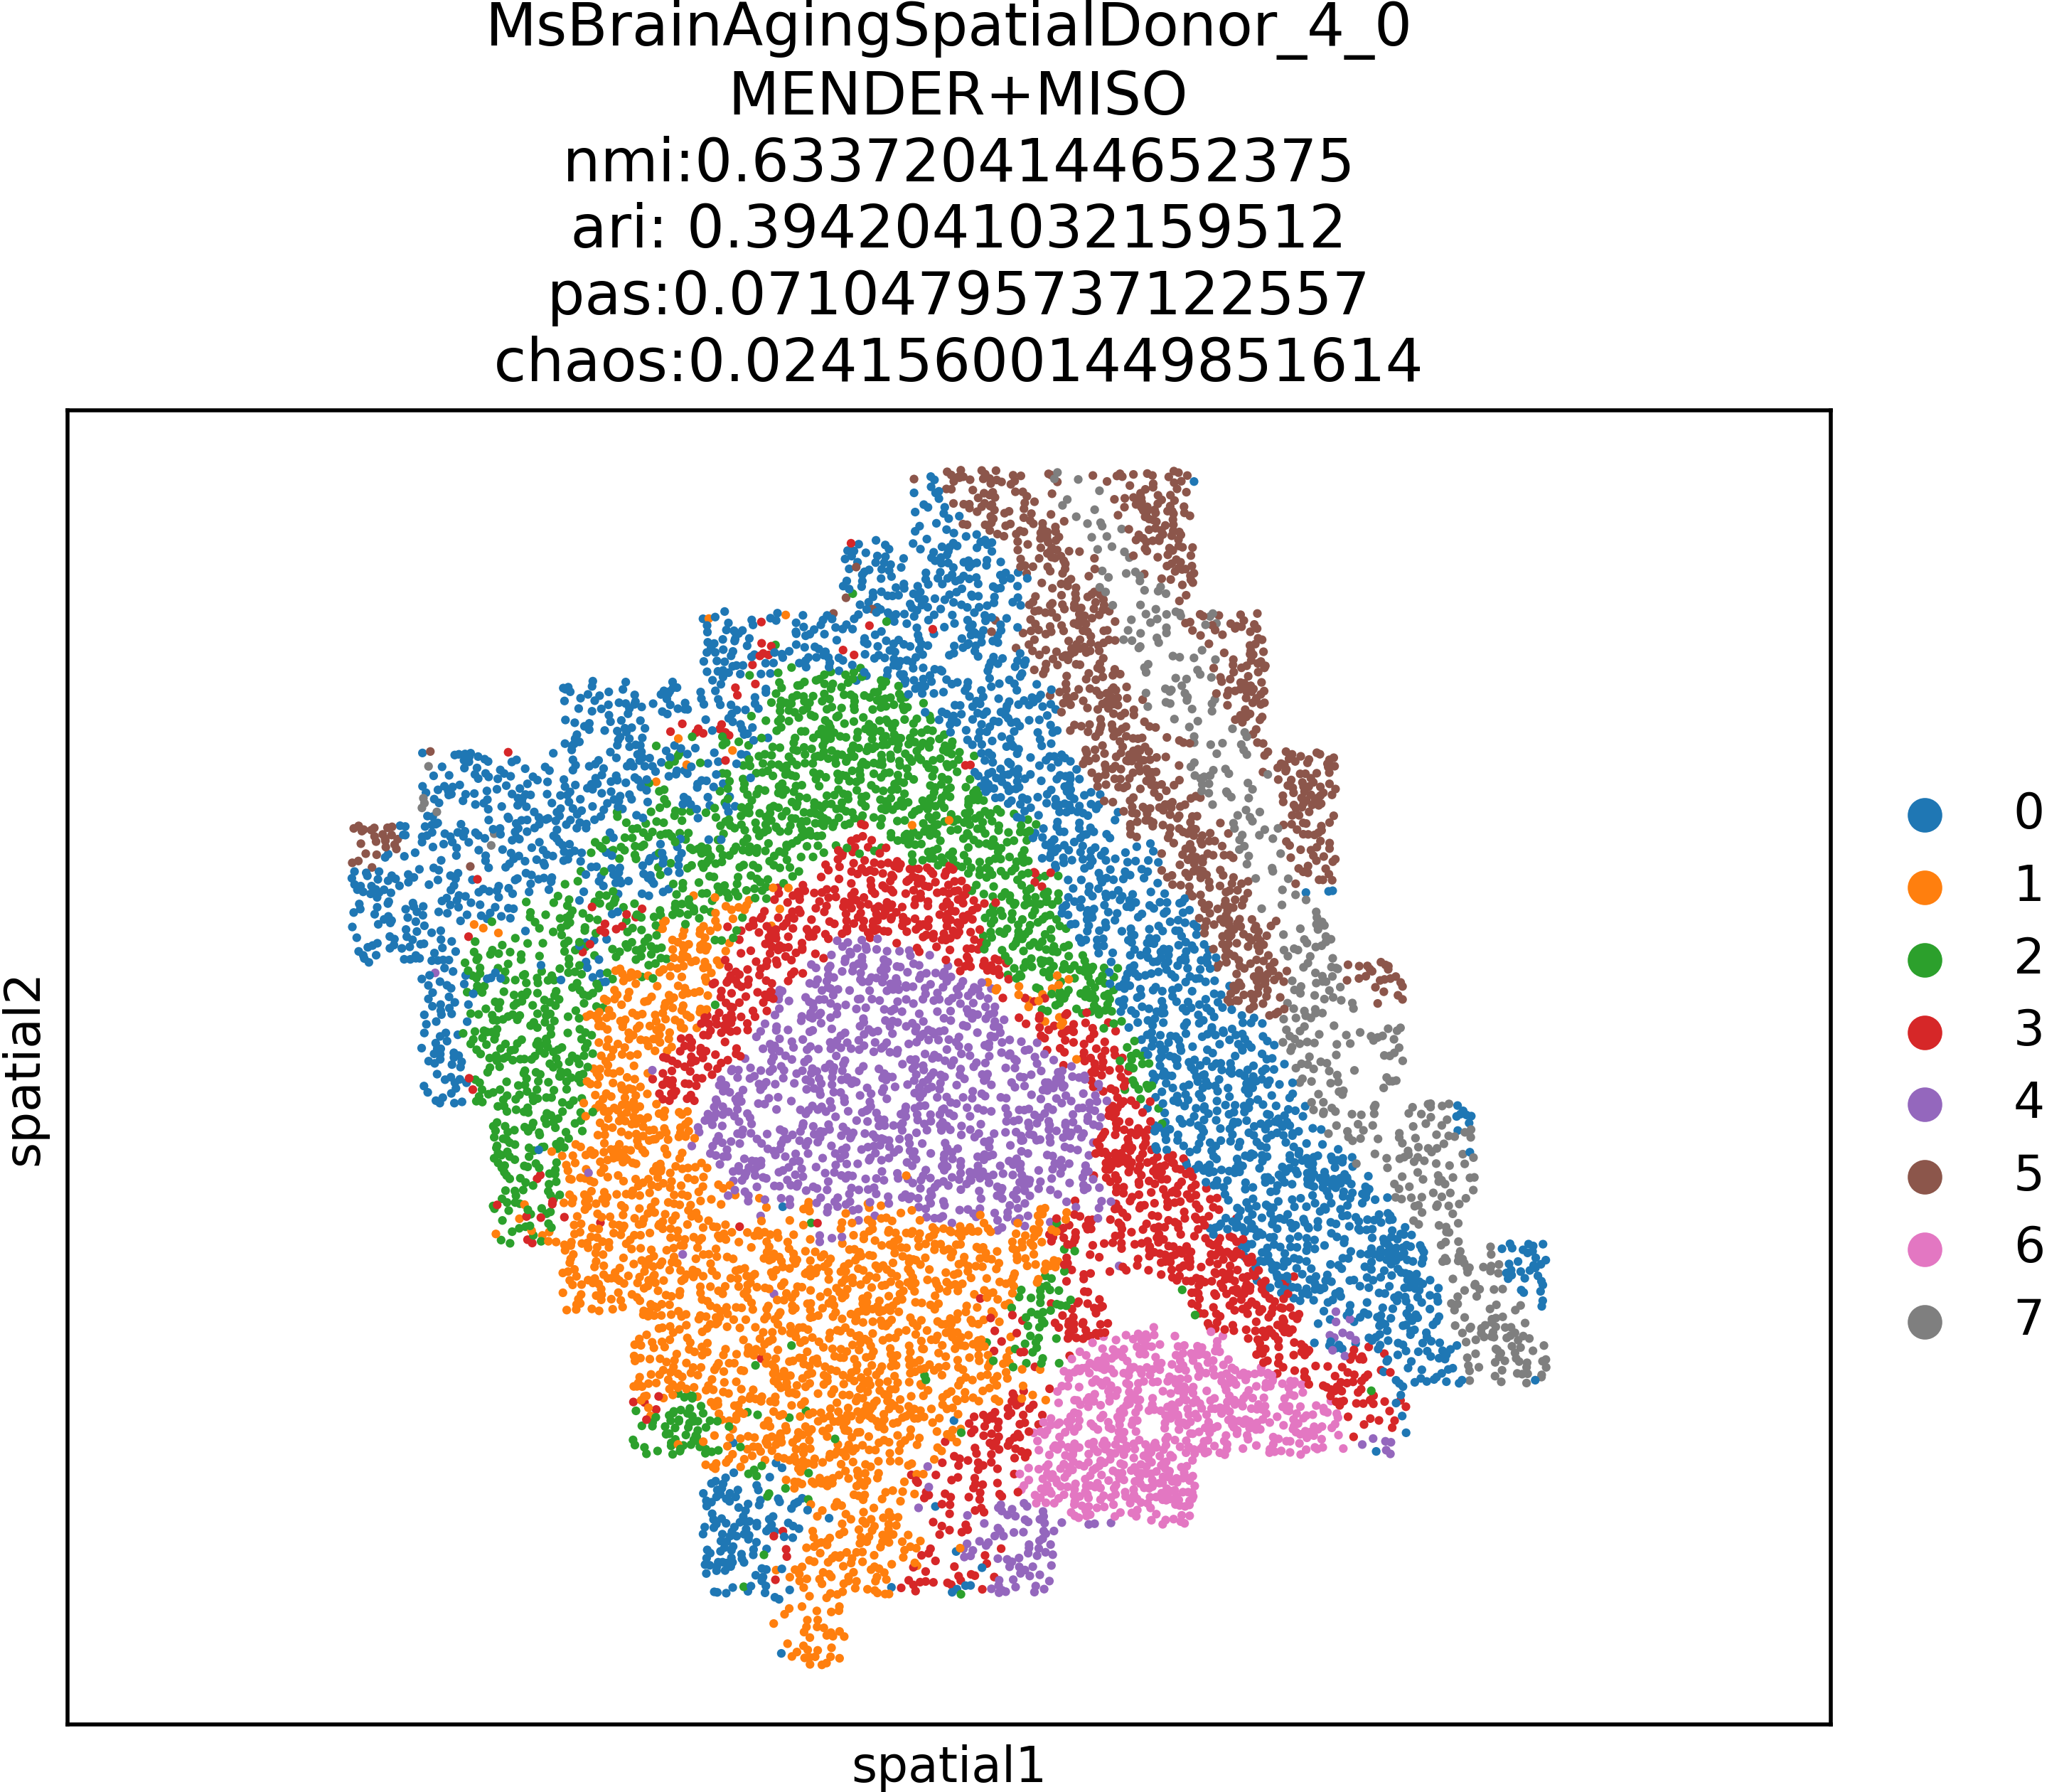 MsBrainAgingSpatialDonor_4_0
MENDER+MISO
nmi:0.6337204144652375
ari: 0.3942041032159512
pas:0.07104795737122557
chaos:0.024156001449851614
spatial2
spatial1
0
1
2
3
4
5
6
7